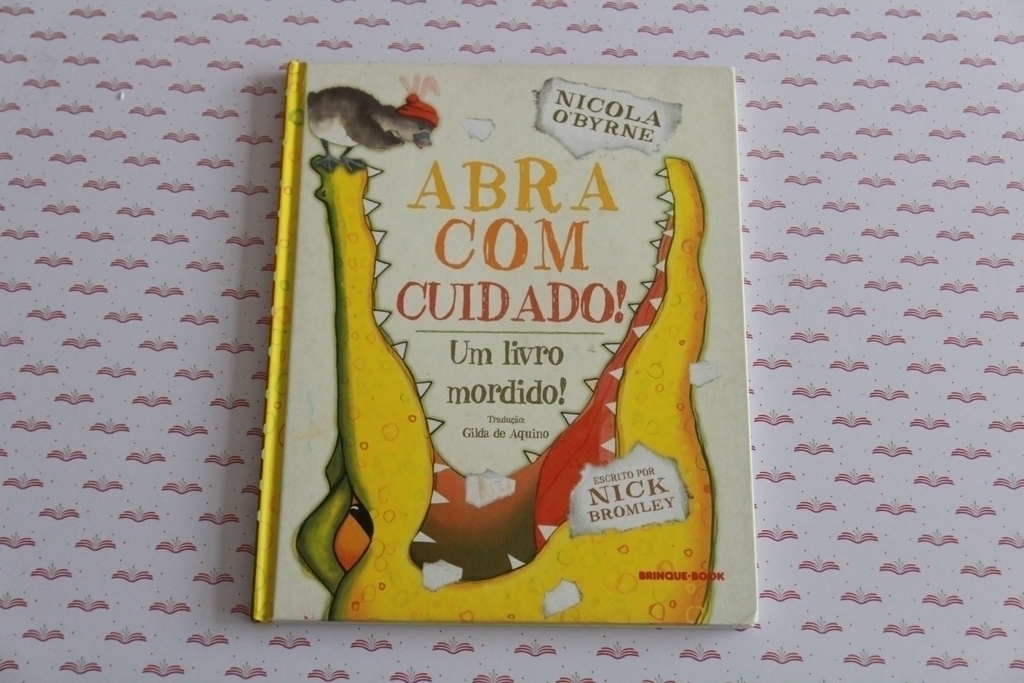 NICOLA
O'BYRNE
ABRA
COM
CUIDADO!
Um livro
mordido!
Tradução:
Gilda de Aquino
ESCRITO POR
NICK
BROMLEY
BRINQUE-BOOK